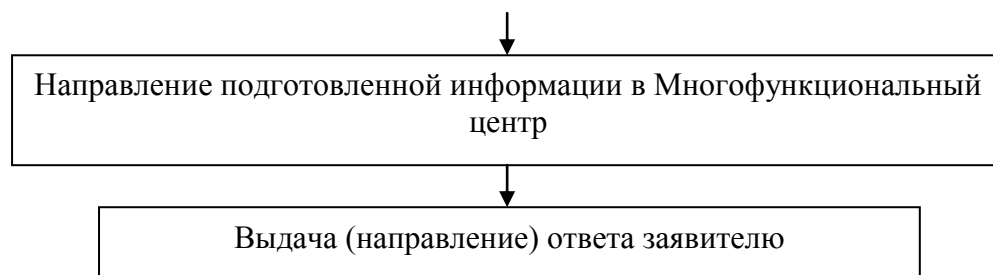 Направление подготовленной информации в Многофункциональный
центр
Выдача (направление) ответа заявителю